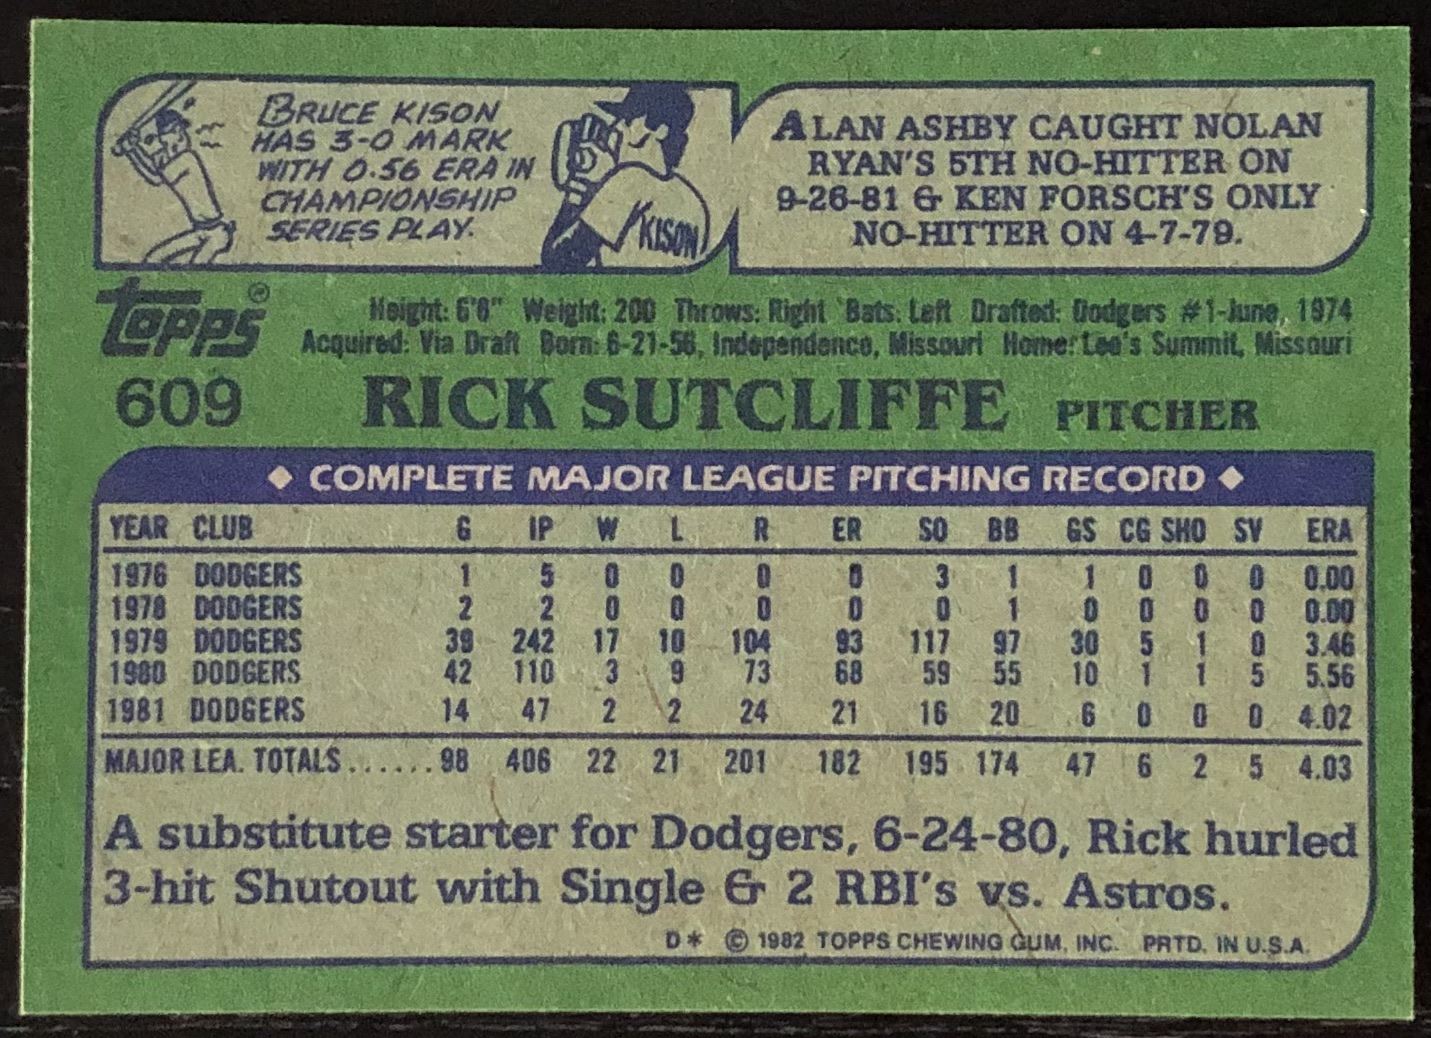 BRUCE KISON
HAS 3-0 MARK
WITH 0.56 ERA IN
CHAMPIONSHIP
SERIES PLAY.
KISON
ALAN ASHBY CAUGHT NOLAN
RYAN'S 5TH NO-HITTER ON
9-26-81 & KEN FORSCH'S ONLY
NO-HITTER ON 4-7-79.
Topps®
Height: 6'6" Weight: 200 Throws: Right Bats: Left Drafted: Dodgers #1-June, 1974
Acquired: Via Draft Born: 6-21-56, Independence, Missouri Home: Lee's Summit, Missouri
609 RICK SUTCLIFFE PITCHER
◆ COMPLETE MAJOR LEAGUE PITCHING RECORD ◆
YEAR CLUB G IP W L R ER SO BB GS CG SHO SV ERA
1976 DODGERS 1 5 0 0 0 0 3 1 1 0 0 0 0.00
1978 DODGERS 2 2 0 0 0 0 0 1 0 0 0 0 0.00
1979 DODGERS 39 242 17 10 104 93 117 97 30 5 1 0 3.46
1980 DODGERS 42 110 3 9 73 68 59 55 10 1 1 5 5.56
1981 DODGERS 14 47 2 2 24 21 16 20 6 0 0 0 4.02
MAJOR LEA. TOTALS......98 406 22 21 201 182 195 174 47 6 2 5 4.03
A substitute starter for Dodgers, 6-24-80, Rick hurled
3-hit Shutout with Single & 2 RBI's vs. Astros.
D* © 1982 TOPPS CHEWING GUM, INC. PRTD. IN U.S.A.